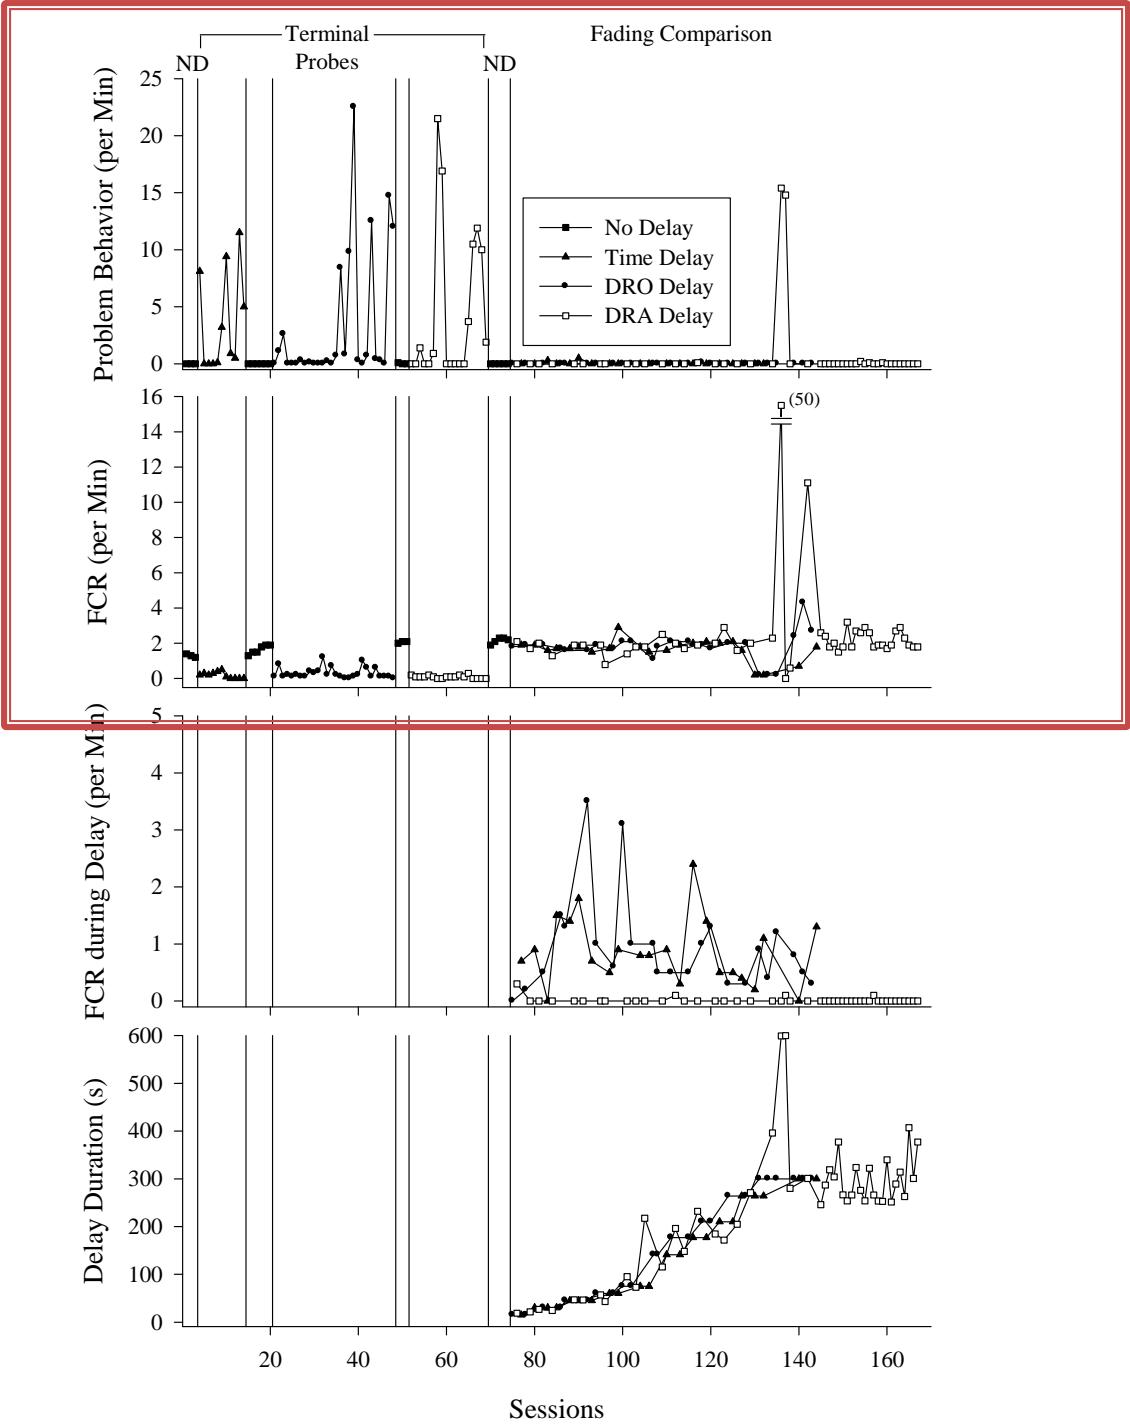 Terminal
Probes
Fading Comparison
ND
ND
Problem Behavior (per Min)
25
20
15
10
5
0
No Delay
Time Delay
DRO Delay
DRA Delay
FCR (per Min)
16
14
12
10
8
6
4
2
0
(50)
FCR during Delay (per Min)
5
4
3
2
1
0
Delay Duration (s)
600
500
400
300
200
100
0
20 40 60 80 100 120 140 160
Sessions